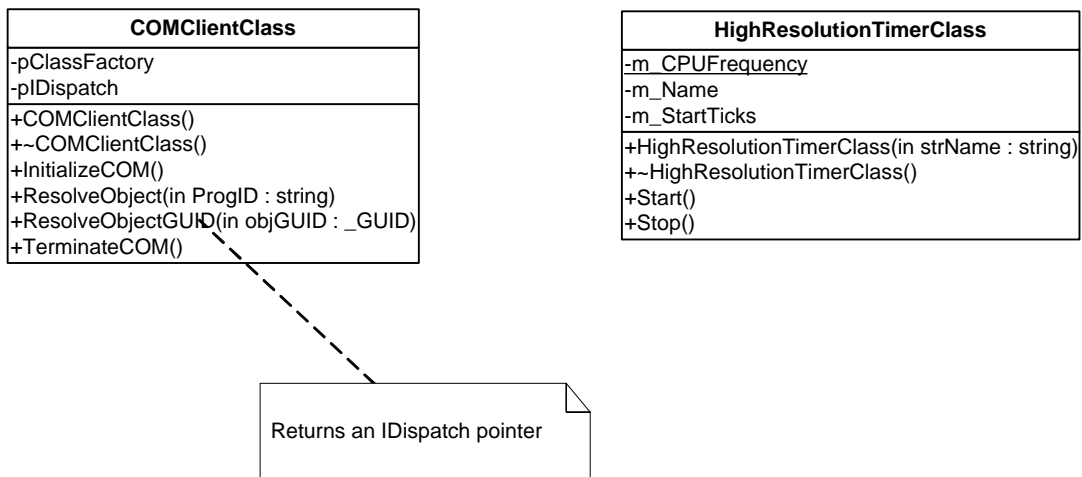 COMClientClass
-pClassFactory
-pIDispatch
+COMClientClass()
+~COMClientClass()
+InitializeCOM()
+ResolveObject(in ProgID : string)
+ResolveObjectGUID(in objGUID : _GUID)
+TerminateCOM()
HighResolutionTimerClass
-m_CPUFrequency
-m_Name
-m_StartTicks
+HighResolutionTimerClass(in strName : string)
+~HighResolutionTimerClass()
+Start()
+Stop()
Returns an IDispatch pointer